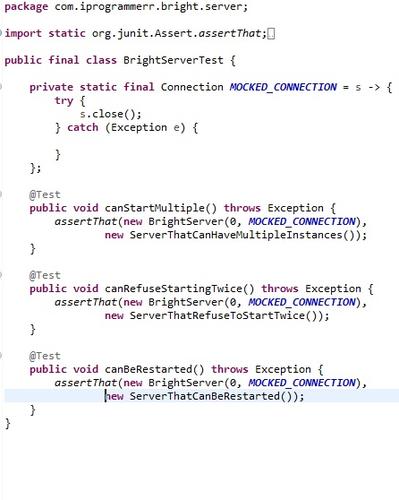 package com.iprogrammerr.bright.server;
import static org.junit.Assert.assertThat;
public final class BrightServerTest {
private static final Connection MOCKED_CONNECTION = s -> {
try {
s.close();
} catch (Exception e) {
}
};
@Test
public void canStartMultiple() throws Exception {
assertThat(new BrightServer(0, MOCKED_CONNECTION),
new ServerThatCanHaveMultipleInstances());
}
@Test
public void canRefuseStartingTwice() throws Exception {
assertThat(new BrightServer(0, MOCKED_CONNECTION),
new ServerThatRefuseToStartTwice());
}
@Test
public void canBeRestarted() throws Exception {
assertThat(new BrightServer(0, MOCKED_CONNECTION),
new ServerThatCanBeRestarted());
}
}